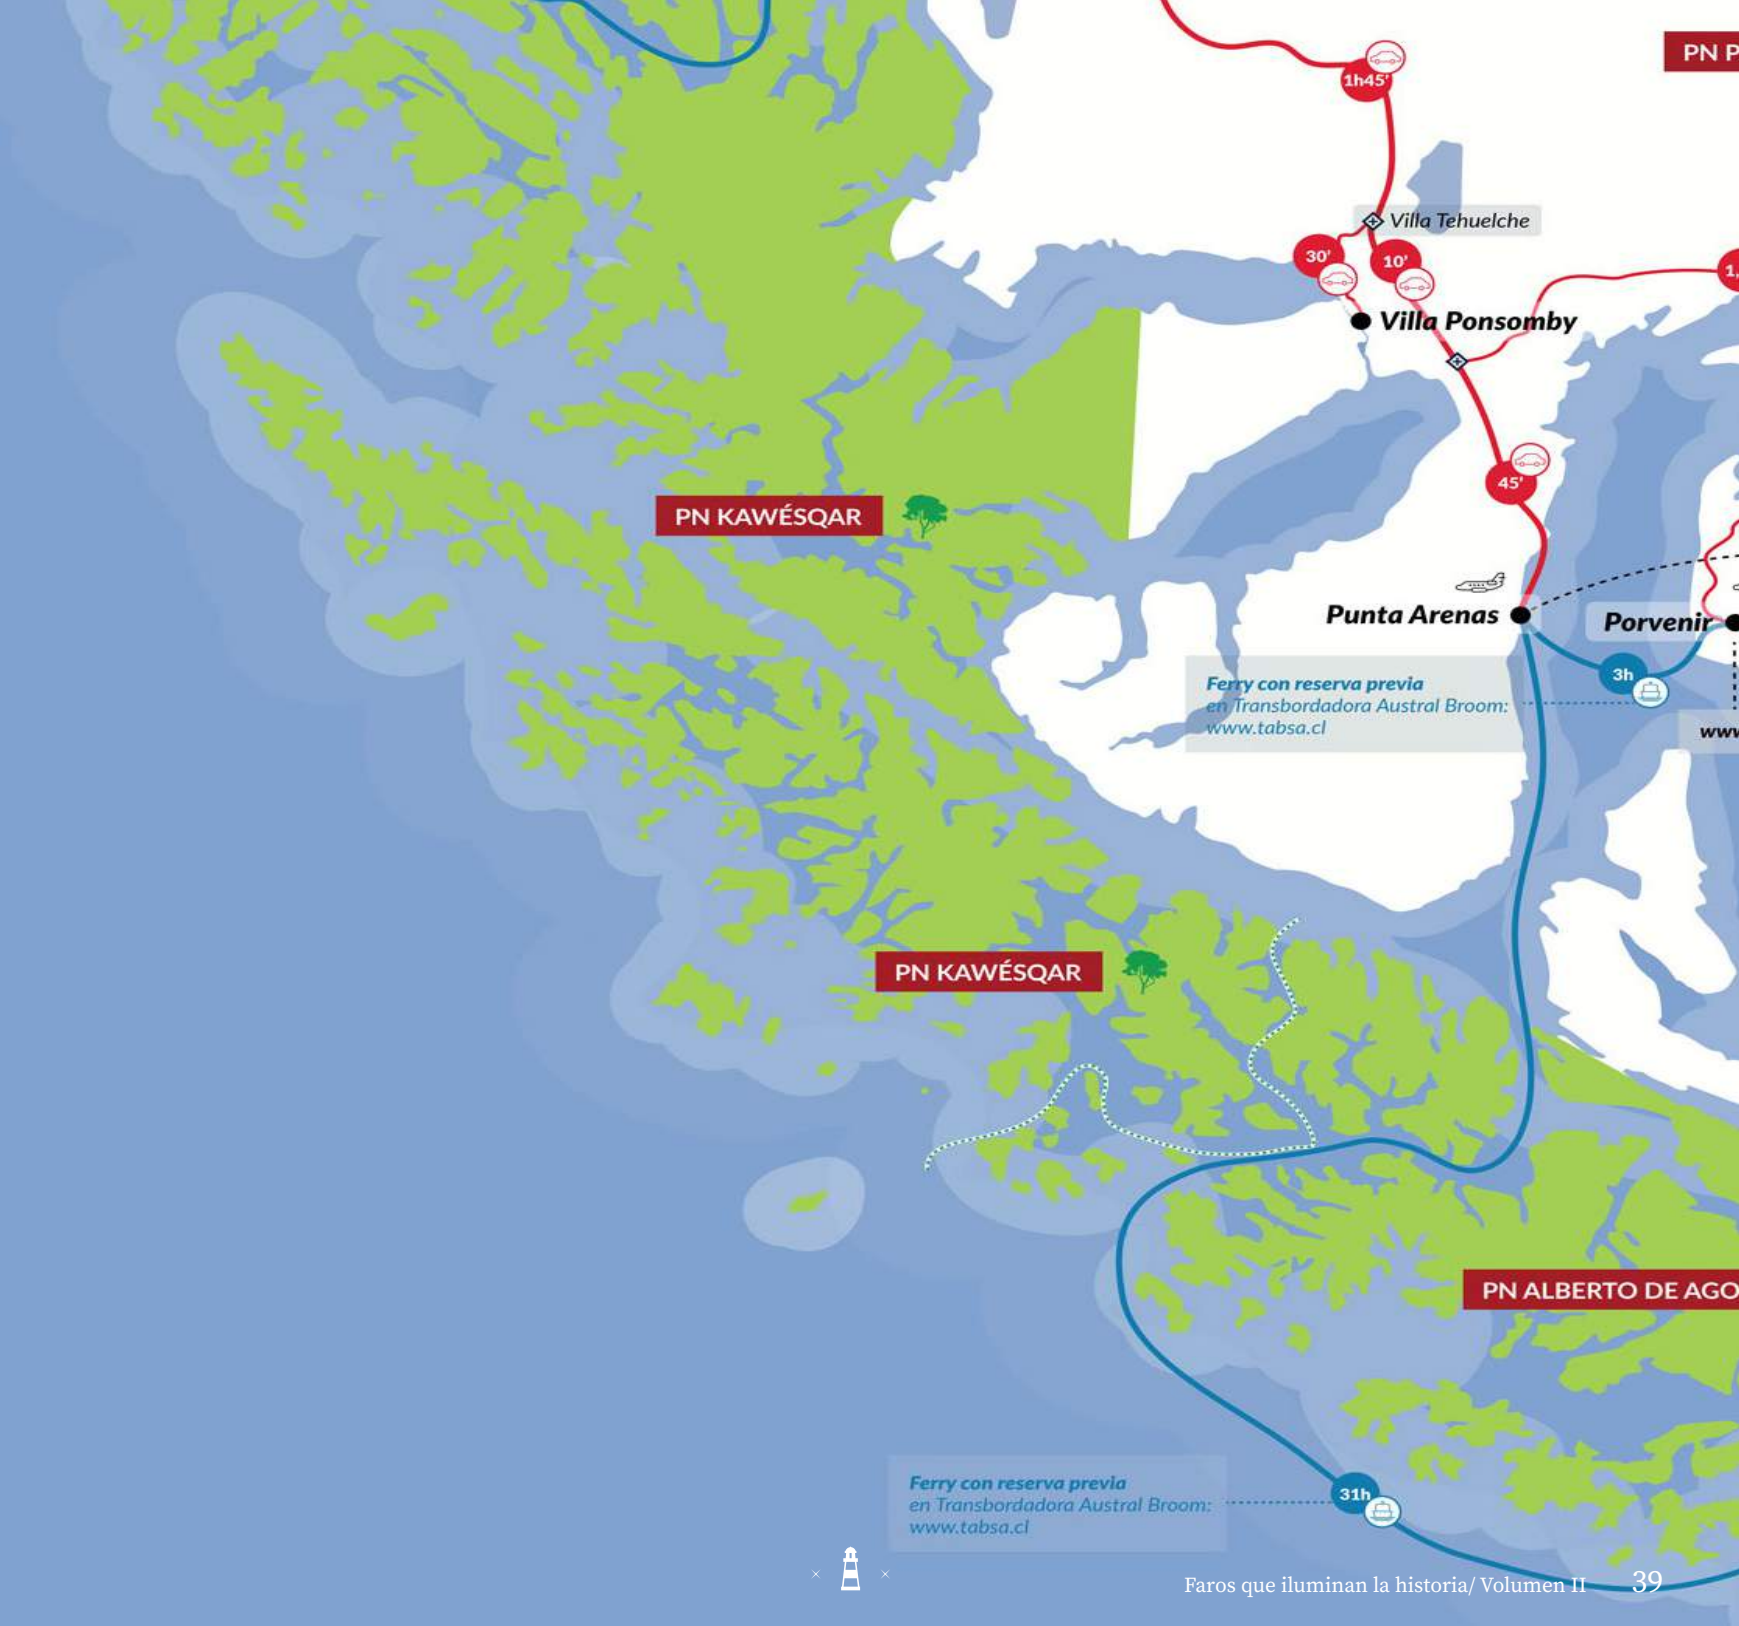 PN P
1h45'
Villa Tehuelche
30'
10'
1,
Villa Ponsomby
45'
PN KAWÉSQAR
Punta Arenas
Porvenir
3h
Ferry con reserva previa
en Transbordadora Austral Broom:
www.tabsa.cl
www
PN KAWÉSQAR
PN ALBERTO DE AGO
Ferry con reserva previa
en Transbordadora Austral Broom:
www.tabsa.cl
31h
Faros que iluminan la historia/ Volumen II 39